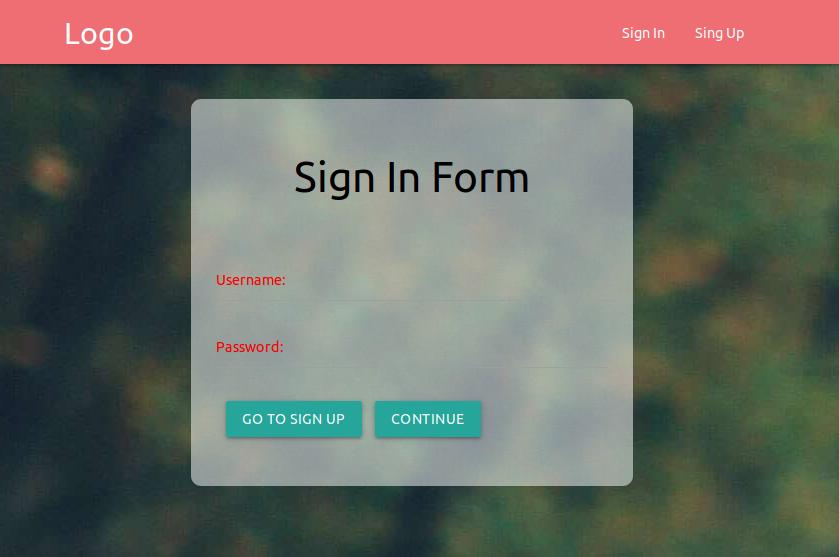 Logo
Sign In Sing Up
Sign In Form
Username:
Password:
GO TO SIGN UP CONTINUE